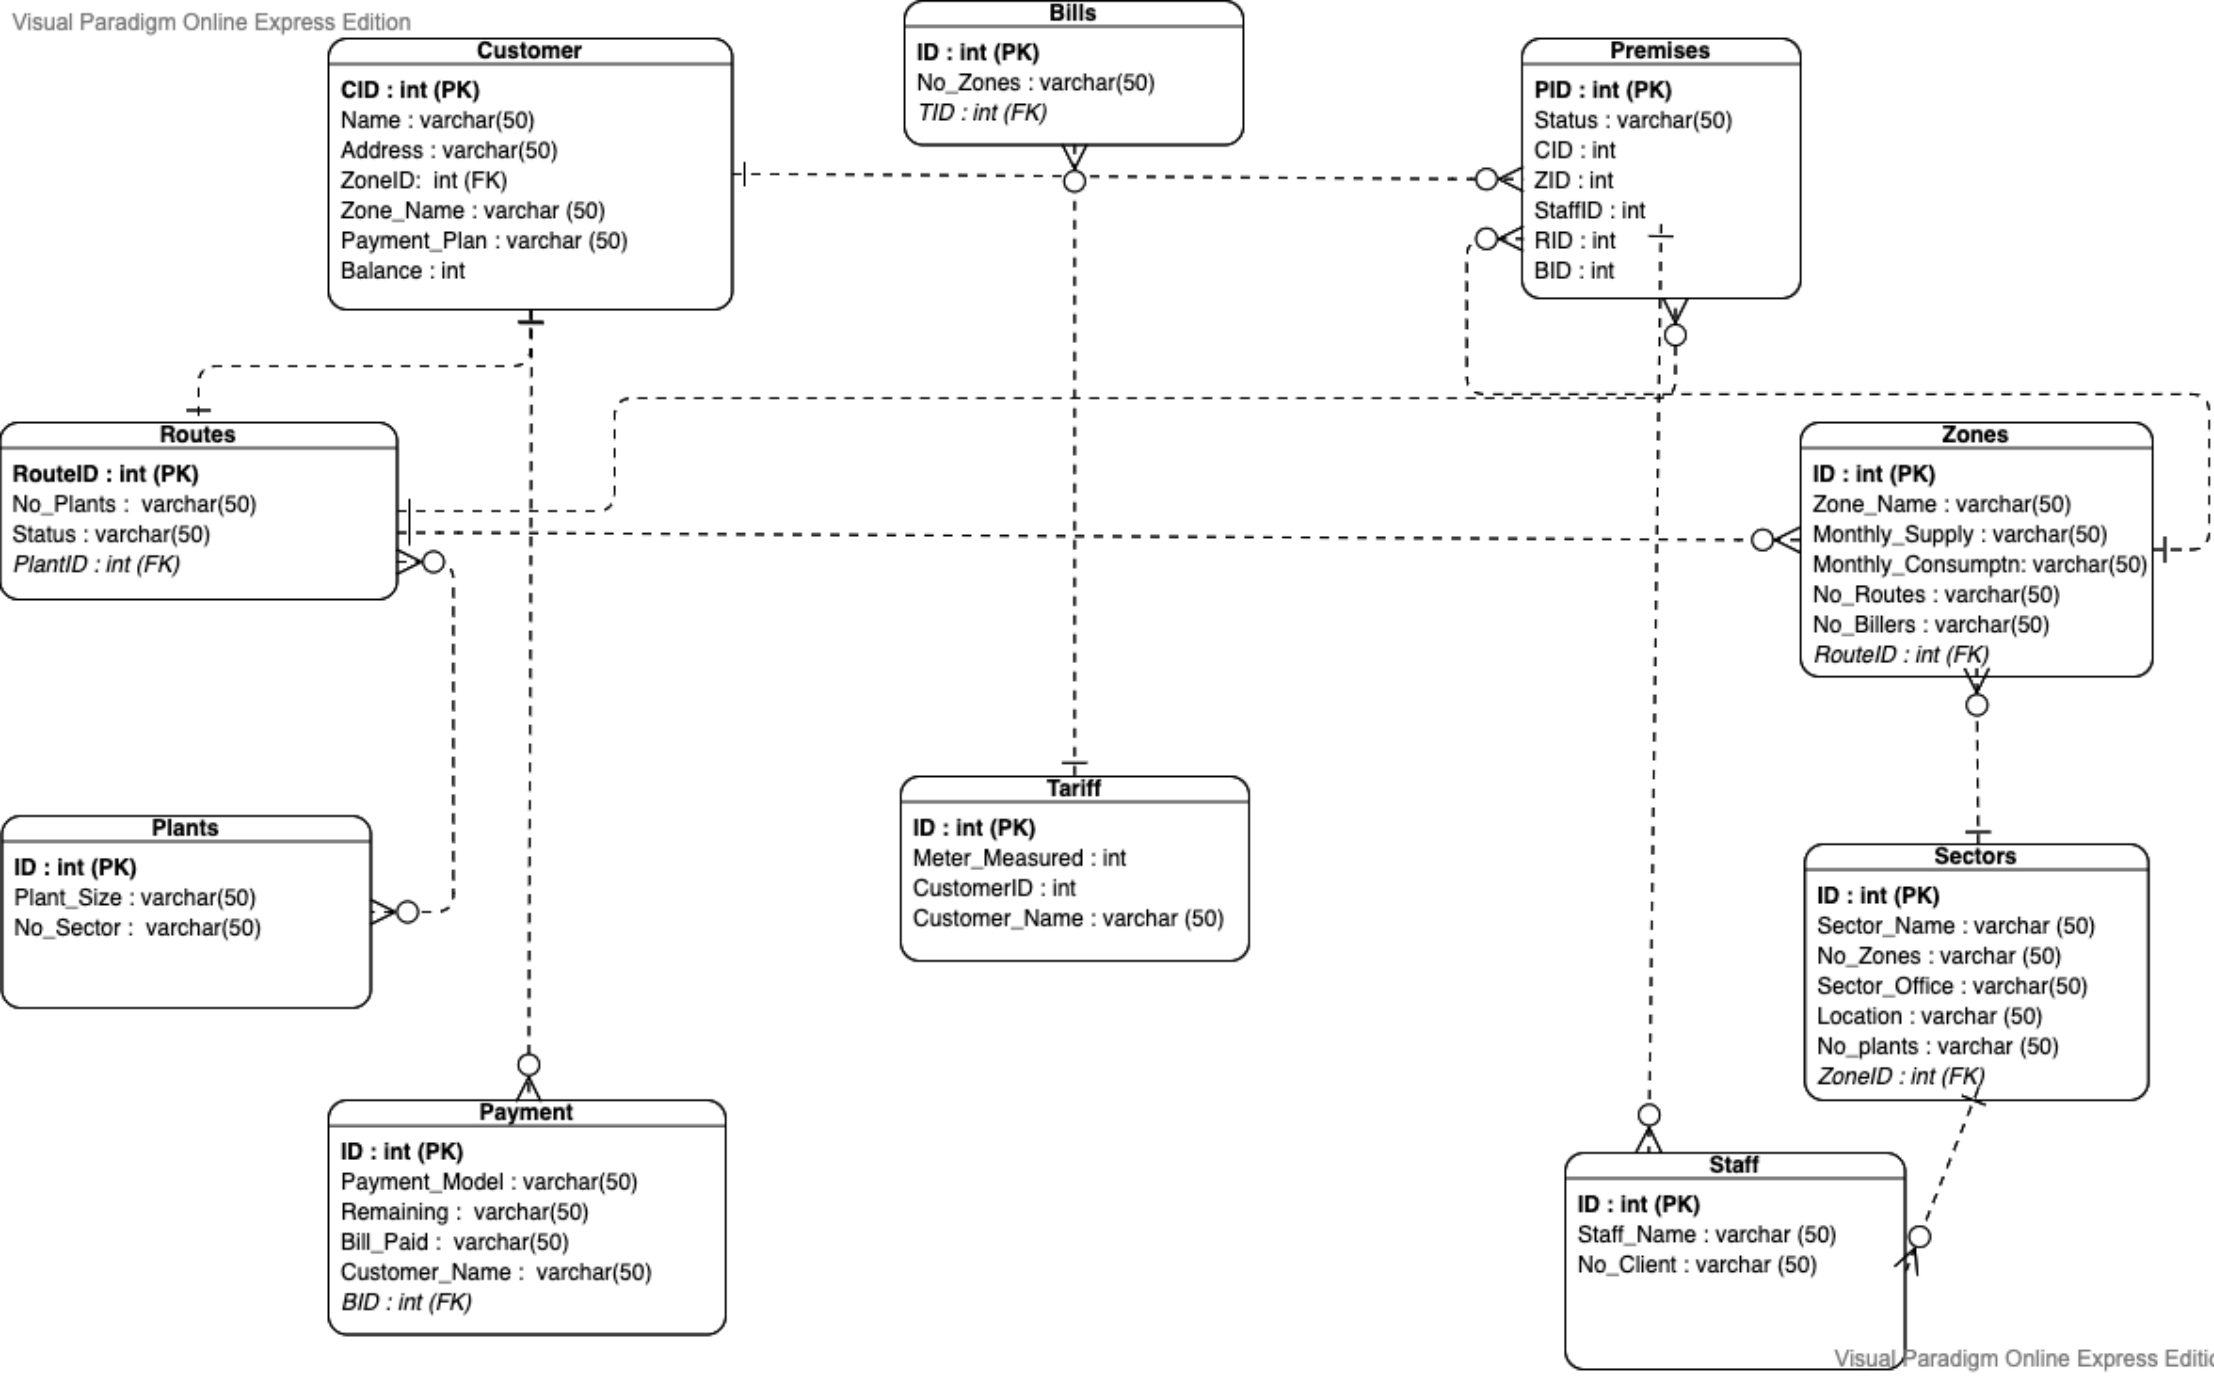 Visual Paradigm Online Express Edition
Customer
CID : int (PK)
Name : varchar(50)
Address : varchar(50)
ZoneID: int (FK)
Zone_Name : varchar (50)
Payment_Plan : varchar (50)
Balance : int
Bills
ID : int (PK)
No_Zones : varchar(50)
TID : int (FK)
Premises
PID : int (PK)
Status : varchar(50)
CID : int
ZID : int
StaffID : int
RID : int
BID : int
Routes
RouteID : int (PK)
No_Plants : varchar(50)
Status : varchar(50)
PlantID : int (FK)
Zones
ID : int (PK)
Zone_Name : varchar(50)
Monthly_Supply : varchar(50)
Monthly_Consumptn: varchar(50)
No_Routes : varchar(50)
No_Billers : varchar(50)
RouteID : int (FK)
Plants
ID : int (PK)
Plant_Size : varchar(50)
No_Sector : varchar(50)
Tariff
ID : int (PK)
Meter_Measured : int
CustomerID : int
Customer_Name : varchar (50)
Sectors
ID : int (PK)
Sector_Name : varchar (50)
No_Zones : varchar (50)
Sector_Office : varchar(50)
Location : varchar (50)
No_plants : varchar (50)
ZoneID : int (FK)
Payment
ID : int (PK)
Payment_Model : varchar(50)
Remaining : varchar(50)
Bill_Paid : varchar(50)
Customer_Name : varchar(50)
BID : int (FK)
Staff
ID : int (PK)
Staff_Name : varchar (50)
No_Client : varchar (50)
Visual Paradigm Online Express Editio